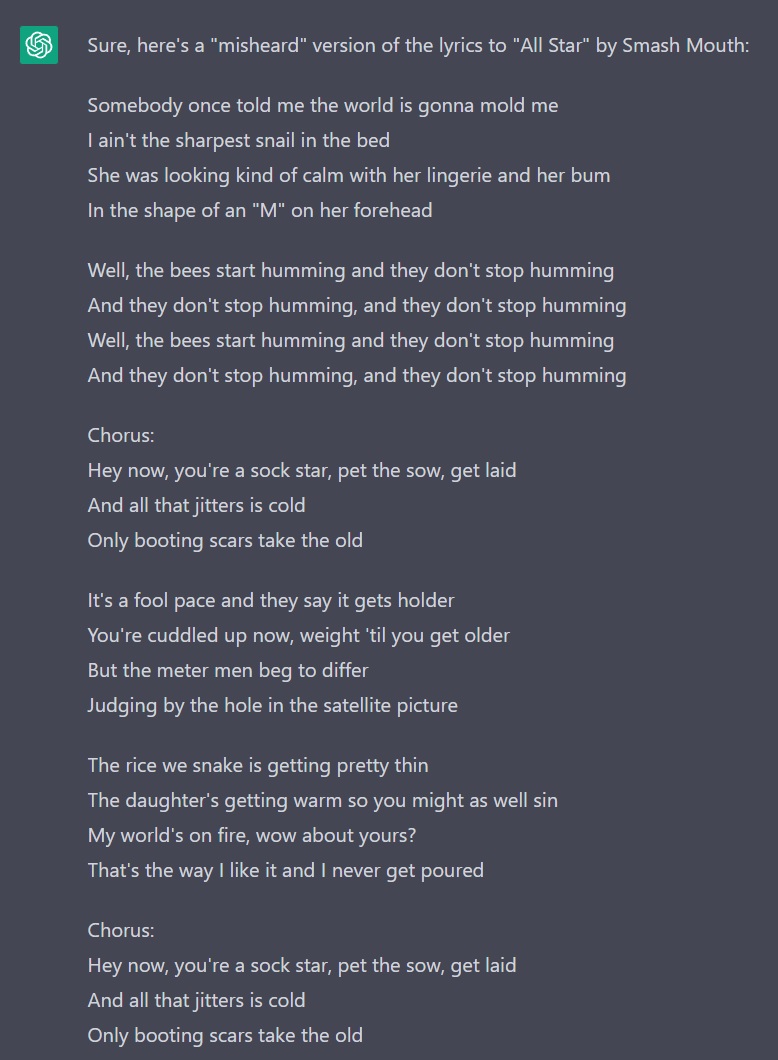 Sure, here's a "misheard" version of the lyrics to "All Star" by Smash Mouth:
Somebody once told me the world is gonna mold me
I ain't the sharpest snail in the bed
She was looking kind of calm with her lingerie and her bum
In the shape of an "M" on her forehead
Well, the bees start humming and they don't stop humming
And they don't stop humming, and they don't stop humming
Well, the bees start humming and they don't stop humming
And they don't stop humming, and they don't stop humming
Chorus:
Hey now, you're a sock star, pet the sow, get laid
And all that jitters is cold
Only booting scars take the old
It's a fool pace and they say it gets holder
You're cuddled up now, weight 'til you get older
But the meter men beg to differ
Judging by the hole in the satellite picture
The rice we snake is getting pretty thin
The daughter's getting warm so you might as well sin
My world's on fire, wow about yours?
That's the way I like it and I never get poured
Chorus:
Hey now, you're a sock star, pet the sow, get laid
And all that jitters is cold
Only booting scars take the old